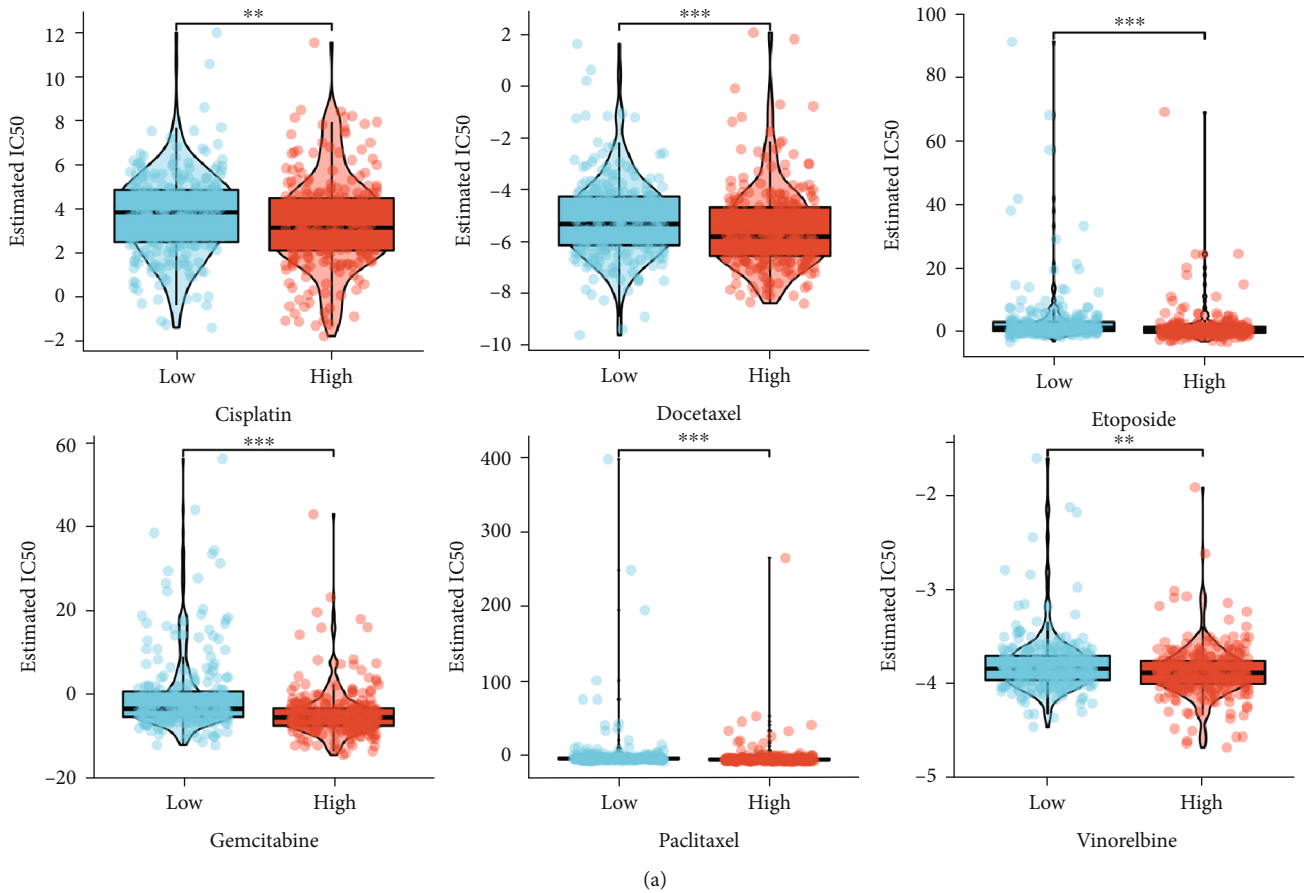 **
12
10
8
6
4
2
0
−2
Estimated IC50
Low
High
Cisplatin
***
2
0
−2
−4
−6
−8
−10
Estimated IC50
Low
High
Docetaxel
***
100
80
60
40
20
0
Estimated IC50
Low
High
Etoposide
***
60
40
20
−0
−20
Estimated IC50
Low
High
Gemcitabine
***
400
300
200
100
0
Estimated IC50
Low
High
Paclitaxel
**
−2
−3
−4
−5
Estimated IC50
Low
High
Vinorelbine
(a)